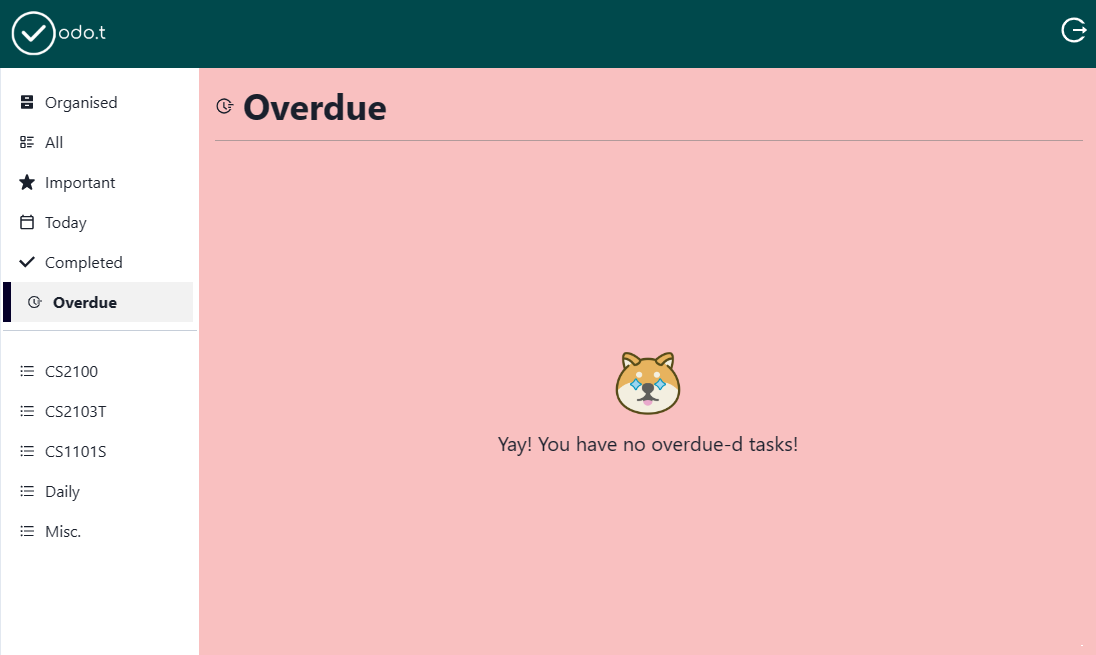 odo.t
Organised
All
Important
Today
Completed
Overdue
CS2100
CS2103T
CS1101S
Daily
Misc.
Overdue
Yay! You have no overdue-d tasks!